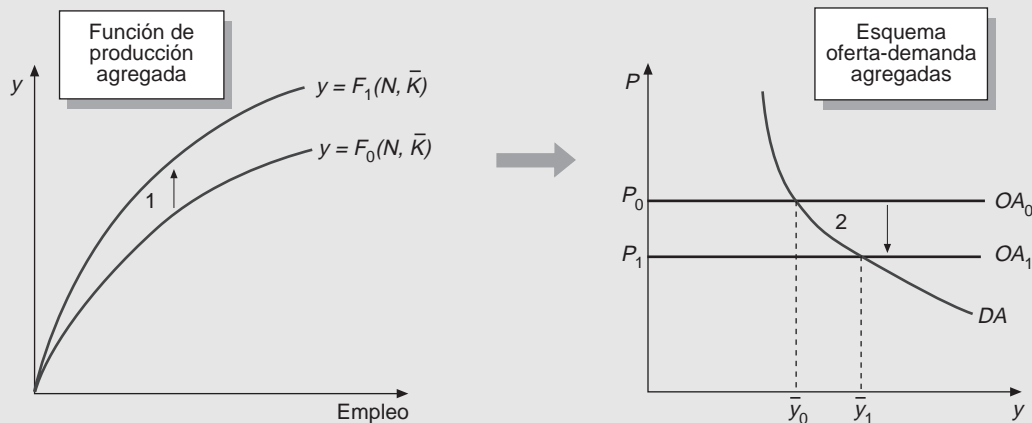 Función de
producción
agregada
y
y = F₁(N, K̄)
y = F₀(N, K̄)
1
Empleo
Esquema
oferta-demanda
agregadas
P
P₀
OA₀
2
P₁
OA₁
DA
ȳ₀
ȳ₁
y